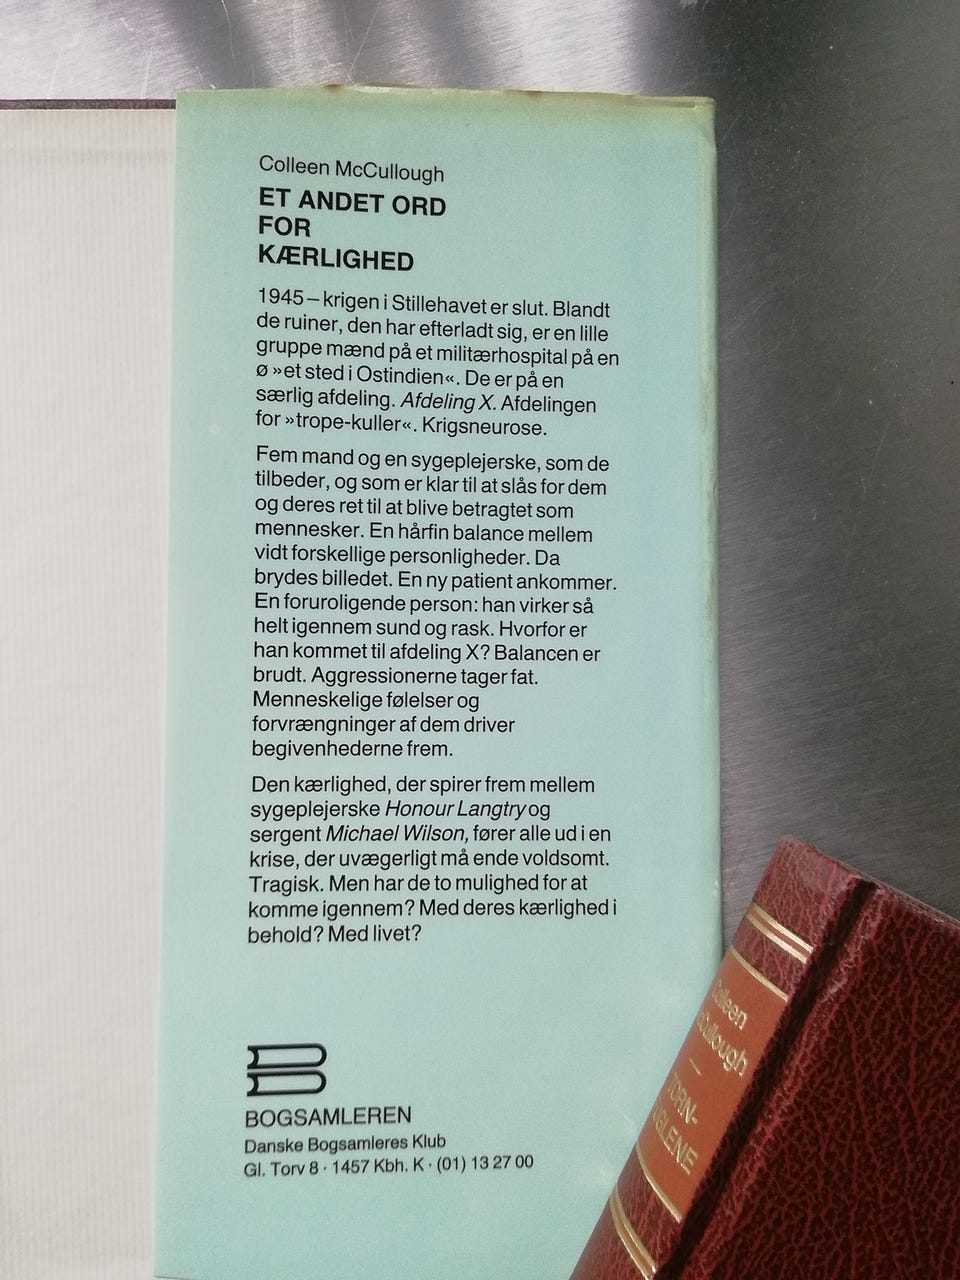 Colleen McCullough
ET ANDET ORD
FOR
KÆRLIGHED
1945 – krigen i Stillehavet er slut. Blandt
de ruiner, den har efterladt sig, er en lille
gruppe mænd på et militærhospital på en
ø »et sted i Ostindien«. De er på en
særlig afdeling. Afdeling X. Afdelingen
for »trope-kuller«. Krigsneurose.
Fem mand og en sygeplejerske, som de
tilbeder, og som er klar til at slås for dem
og deres ret til at blive betragtet som
mennesker. En hårfin balance mellem
vidt forskellige personligheder. Da
brydes billedet. En ny patient ankommer.
En foruroligende person: han virker så
helt igennem sund og rask. Hvorfor er
han kommet til afdeling X? Balancen er
brudt. Aggressionerne tager fat.
Menneskelige følelser og
forvrængninger af dem driver
begivenhederne frem.
Den kærlighed, der spirer frem mellem
sygeplejerske Honour Langtry og
sergent Michael Wilson, fører alle ud i en
krise, der uvægerligt må ende voldsomt.
Tragisk. Men har de to mulighed for at
komme igennem? Med deres kærlighed i
behold? Med livet?
BOGSAMLEREN
Danske Bogsamleres Klub
Gl. Torv 8 · 1457 Kbh. K · (01) 13 27 00
Colleen
McCullough
—
TORN-
FUGLENE